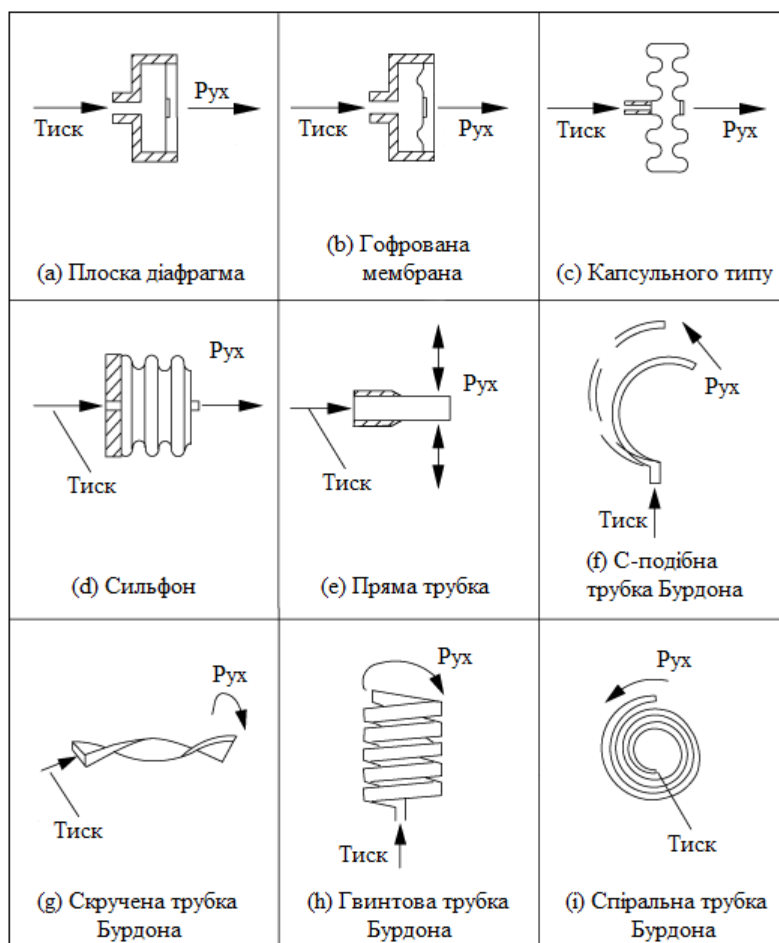 Тиск
Рух
(a) Плоска діафрагма
Тиск
Рух
(b) Гофрована
мембрана
Тиск
Рух
(c) Капсульного типу
Рух
Тиск
(d) Сильфон
Рух
Тиск
(e) Пряма трубка
Рух
Тиск
(f) С-подібна
трубка Бурдона
Рух
Тиск
(g) Скручена трубка
Бурдона
Рух
Тиск
(h) Гвинтова трубка
Бурдона
Рух
Тиск
(i) Спіральна трубка
Бурдона